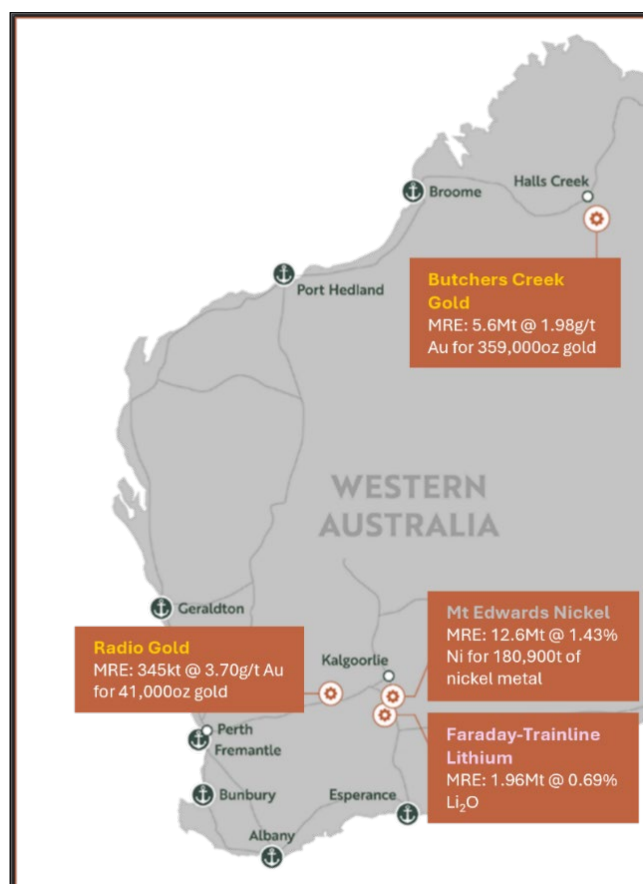 Broome
Halls Creek
Port Hedland
Butchers Creek
Gold
MRE: 5.6Mt @ 1.98g/t
Au for 359,000oz gold
WESTERN
AUSTRALIA
Geraldton
Mt Edwards Nickel
MRE: 12.6Mt @ 1.43%
Ni for 180,900t of
nickel metal
Radio Gold
MRE: 345kt @ 3.70g/t Au
for 41,000oz gold
Kalgoorlie
Perth
Fremantle
Faraday-Trainline
Lithium
MRE: 1.96Mt @ 0.69%
Li₂O
Bunbury
Esperance
Albany